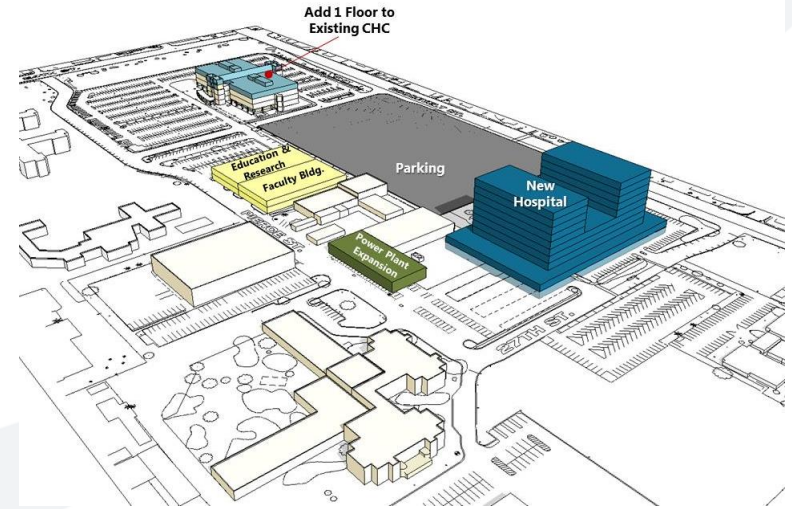 Add 1 Floor to
Existing CHC
Education &
Research
Faculty Bldg.
Parking
New
Hospital
Power Plant
Expansion
27TH ST.